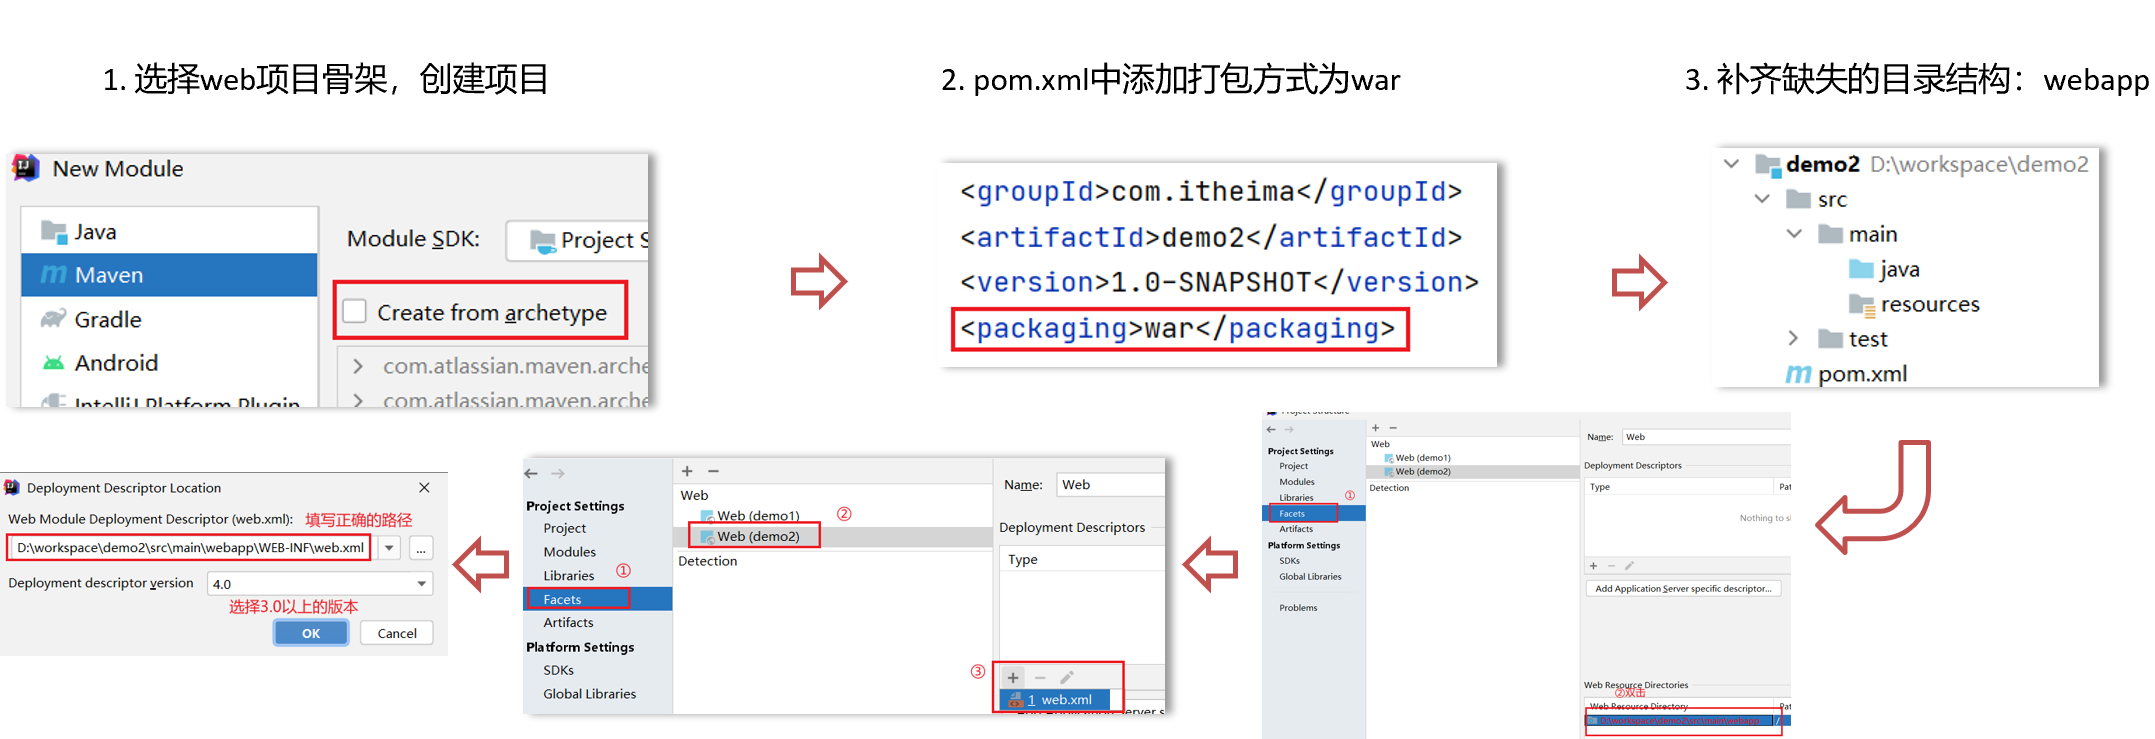 1. 选择web项目骨架，创建项目
2. pom.xml中添加打包方式为war
3. 补齐缺失的目录结构：webapp
New Module
Java
Maven
Gradle
Android
IntelliJ Platform Plugin
Module SDK:
Project S
Create from archetype
com.atlassian.maven.arche
com.atlassian.maven.arche
<groupId>com.itheima</groupId>
<artifactId>demo2</artifactId>
<version>1.0-SNAPSHOT</version>
<packaging>war</packaging>
demo2 D:\workspace\demo2
src
main
java
resources
test
pom.xml
Project Structure
Project Settings
Project
Modules
Libraries
①
Facets
Artifacts
Platform Settings
SDKs
Global Libraries
Problems
Web
Web (demo1)
Web (demo2)
Detection
Name: Web
Deployment Descriptors
Type Pat
Nothing to sh
Add Application Server specific descriptor...
Web Resource Directories
②双击
Web Resource Directory Pat
D:\workspace\demo2\src\main\webapp /
Project Settings
Project
Modules
Libraries
①
Facets
Artifacts
Platform Settings
SDKs
Global Libraries
Web
Web (demo1)
②
Web (demo2)
Detection
Name: Web
Deployment Descriptors
Type
③
1 web.xml
Deployment Descriptor Location
Web Module Deployment Descriptor (web.xml): 填写正确的路径
D:\workspace\demo2\src\main\webapp\WEB-INF\web.xml
...
Deployment descriptor version 4.0
选择3.0以上的版本
OK Cancel